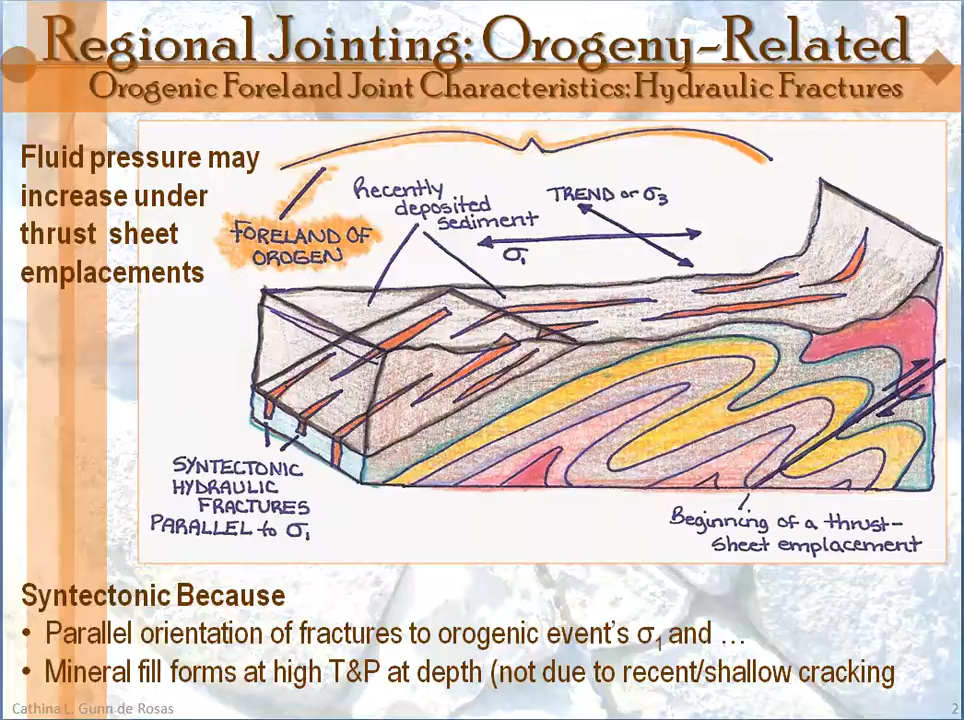 Regional Jointing: Orogeny-Related
Orogenic Foreland Joint Characteristics: Hydraulic Fractures
Fluid pressure may
increase under
thrust sheet
emplacements
FORELAND OF
OROGEN
Recently
deposited
sediment
TREND OF σ3
σ1
SYNTECTONIC
HYDRAULIC
FRACTURES
PARALLEL to σ1
Beginning of a thrust-
sheet emplacement
Syntectonic Because
• Parallel orientation of fractures to orogenic event's σ1 and …
• Mineral fill forms at high T&P at depth (not due to recent/shallow cracking
Cathina L. Gunn de Rosas
2